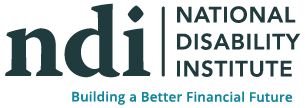 ndi
NATIONAL
DISABILITY
INSTITUTE
Building a Better Financial Future